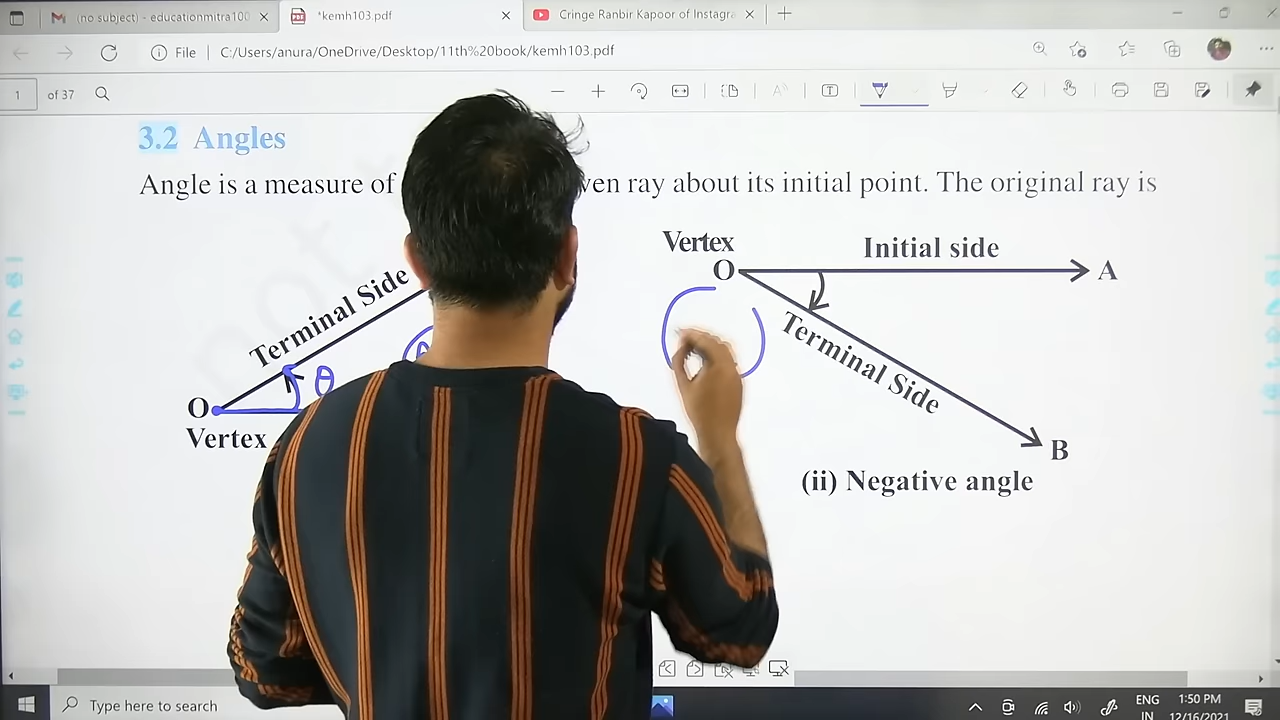 (no subject) - educationmitra100
*kemh103.pdf
Cringe Ranbir Kapoor of Instagra
File
C:/Users/anura/OneDrive/Desktop/11th%20book/kemh103.pdf
1 of 37
3.2 Angles
Angle is a measure of ven ray about its initial point. The original ray is
Vertex
Initial side
O
A
Terminal Side
Terminal Side
θ
O
Vertex
B
(ii) Negative angle
Type here to search
ENG
1:50 PM
IN
12/16/2021